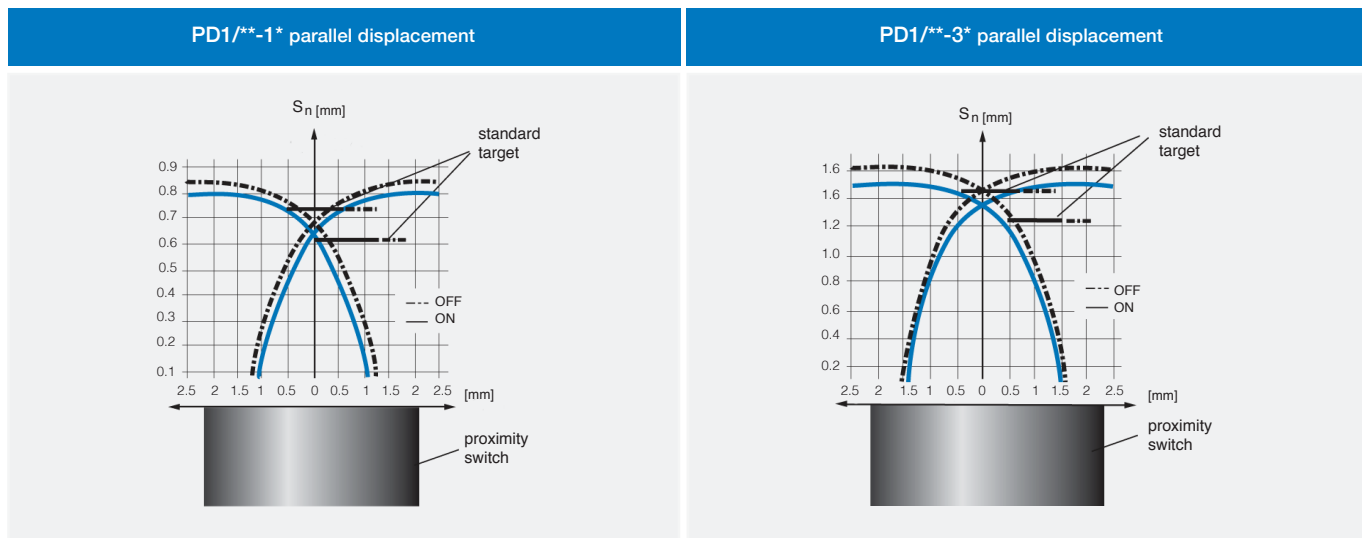 PD1/**-1* parallel displacement
Sn [mm]
standard
target
0.9
0.8
0.7
0.6
0.5
0.4
0.3
0.2
0.1
OFF
ON
2.5 2 1.5 1 0.5 0 0.5 1 1.5 2 2.5 [mm]
proximity
switch
PD1/**-3* parallel displacement
Sn [mm]
standard
target
1.6
1.6
1.2
1.0
0.8
0.6
0.4
0.2
OFF
ON
2.5 2 1.5 1 0.5 0 0.5 1 1.5 2 2.5 [mm]
proximity
switch